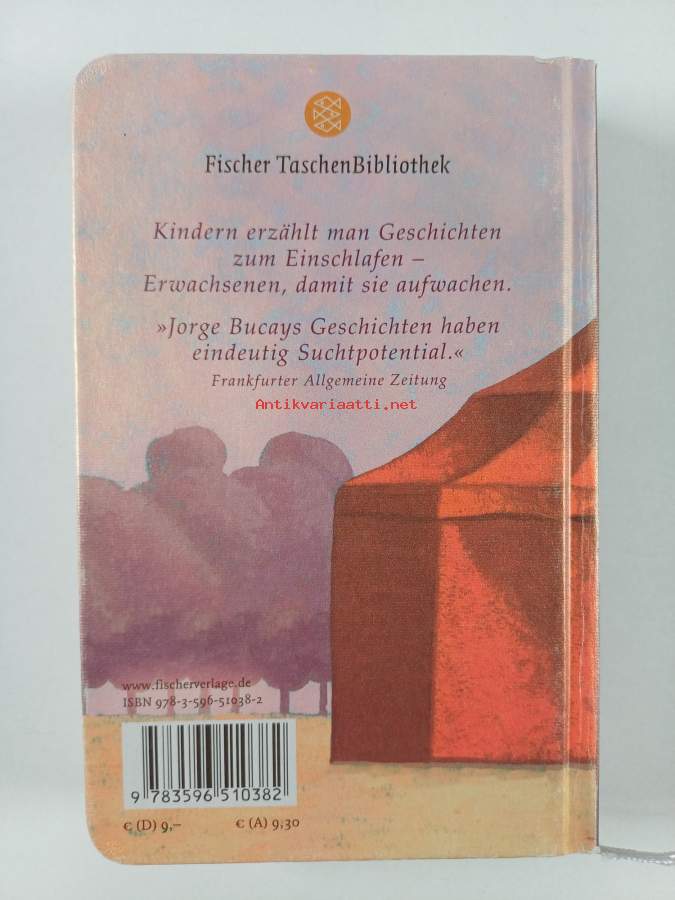 Fischer TaschenBibliothek
Kindern erzählt man Geschichten
zum Einschlafen –
Erwachsenen, damit sie aufwachen.
»Jorge Bucays Geschichten haben
eindeutig Suchtpotential.«
Frankfurter Allgemeine Zeitung
Antikvariaatti.net
www.fischerverlage.de
ISBN 978-3-596-51038-2
9 783596 510382
€ (D) 9,– € (A) 9,30